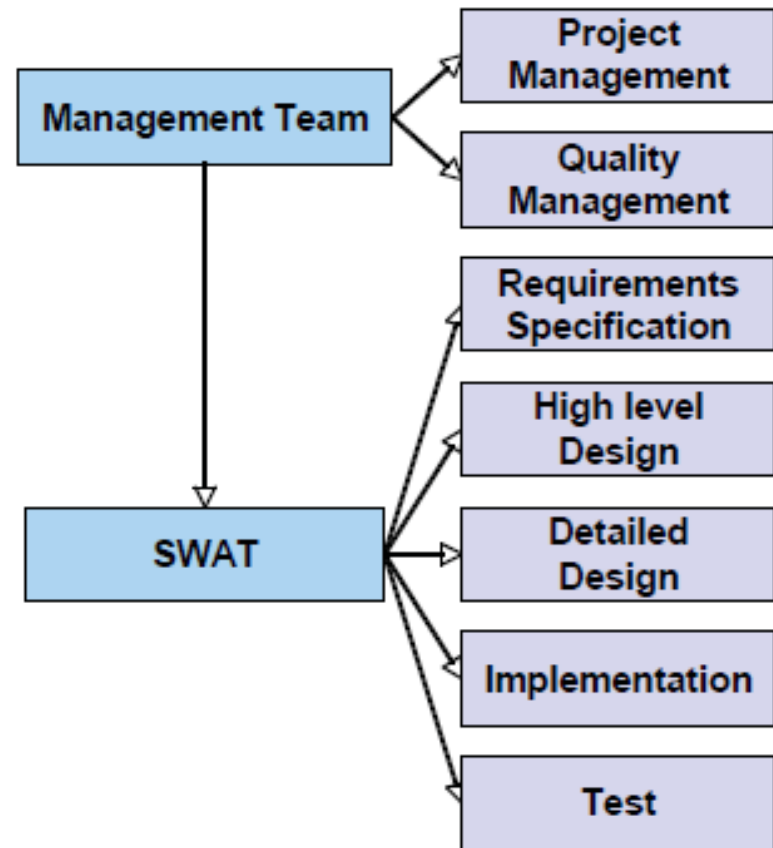 Project
Management
Management Team
Quality
Management
Requirements
Specification
High level
Design
SWAT
Detailed
Design
Implementation
Test